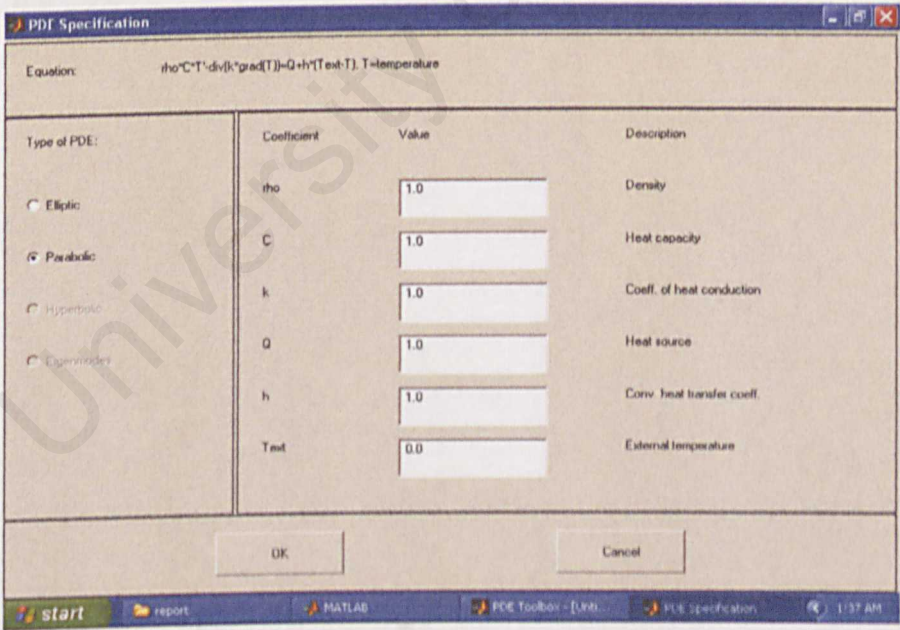 PDE Specification
Equation: rho*C*T'-div(k*grad(T))=Q+h*(Text-T), T=temperature
Type of PDE:
Elliptic
Parabolic
Hyperbolic
Eigenmodes
Coefficient Value Description
rho 1.0 Density
C 1.0 Heat capacity
k 1.0 Coeff. of heat conduction
Q 1.0 Heat source
h 1.0 Conv. heat transfer coeff.
Text 0.0 External temperature
OK Cancel
start report MATLAB PDE Toolbox - [Unti... PDE Specification 1:37 AM
University